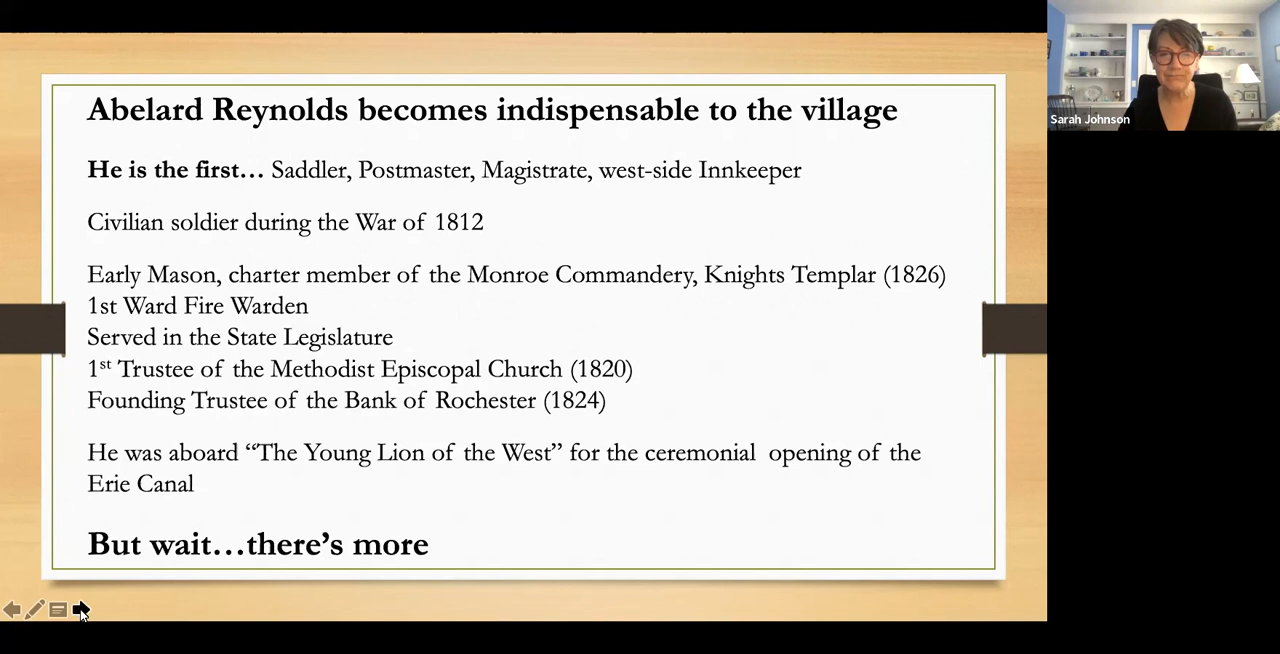 Abelard Reynolds becomes indispensable to the village
He is the first… Saddler, Postmaster, Magistrate, west-side Innkeeper
Civilian soldier during the War of 1812
Early Mason, charter member of the Monroe Commandery, Knights Templar (1826)
1st Ward Fire Warden
Served in the State Legislature
1st Trustee of the Methodist Episcopal Church (1820)
Founding Trustee of the Bank of Rochester (1824)
He was aboard “The Young Lion of the West” for the ceremonial opening of the
Erie Canal
But wait…there’s more
Sarah Johnson